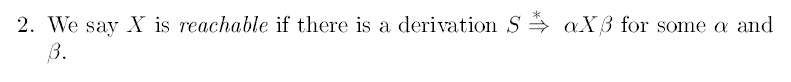 2. We say X is reachable if there is a derivation S ⇒* αXβ for some α and
β.